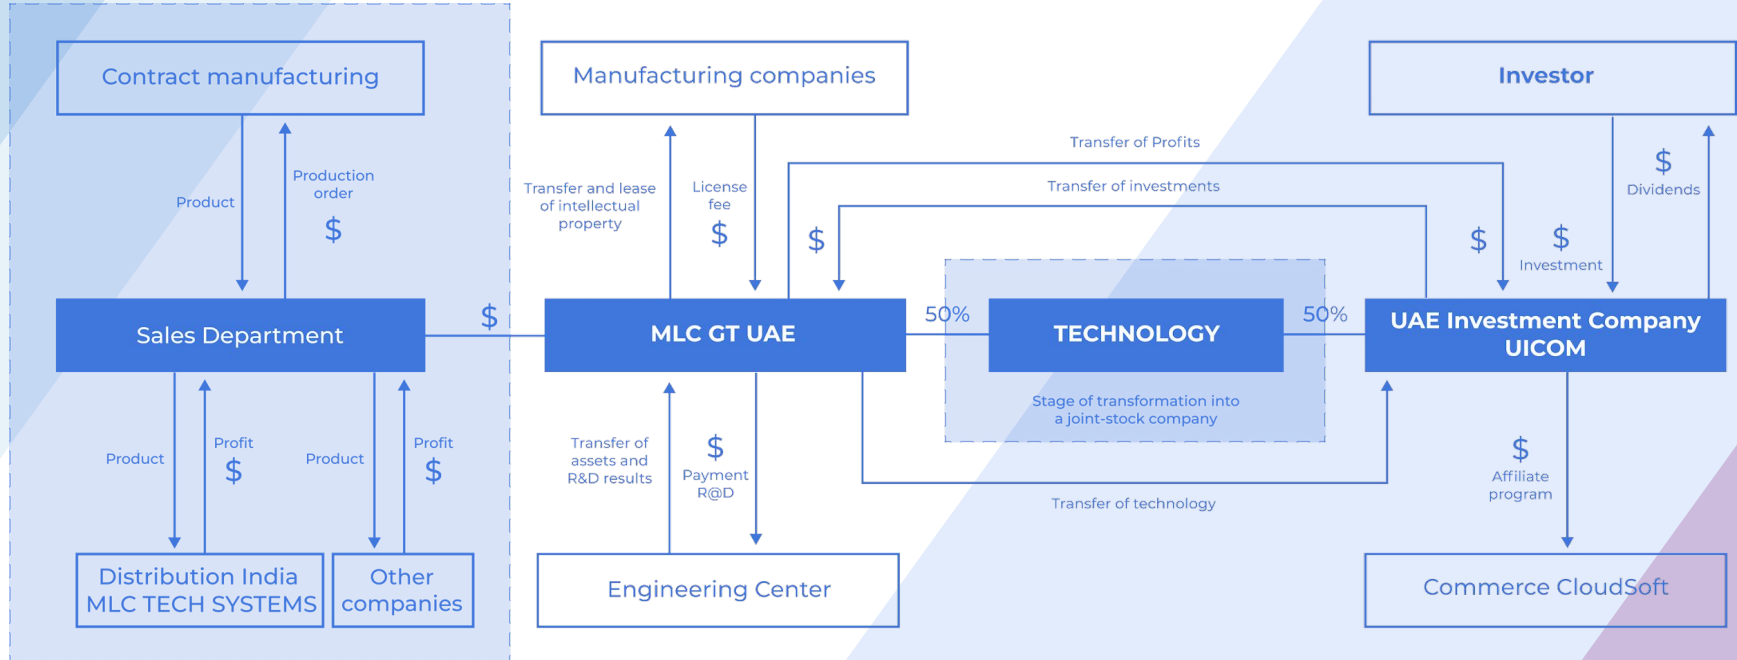 Contract manufacturing
Manufacturing companies
Investor
Product
Production
order
$
Transfer and lease
of intellectual
property
License
fee
$
Transfer of Profits
Transfer of investments
$
$
$
Investment
$
Dividends
Sales Department
$
MLC GT UAE
50%
TECHNOLOGY
50%
UAE Investment Company
UICOM
Stage of transformation into
a joint-stock company
Product
Profit
$
Product
Profit
$
Transfer of
assets and
R&D results
$
Payment
R@D
Transfer of technology
$
Affiliate
program
Distribution India
MLC TECH SYSTEMS
Other
companies
Engineering Center
Commerce CloudSoft